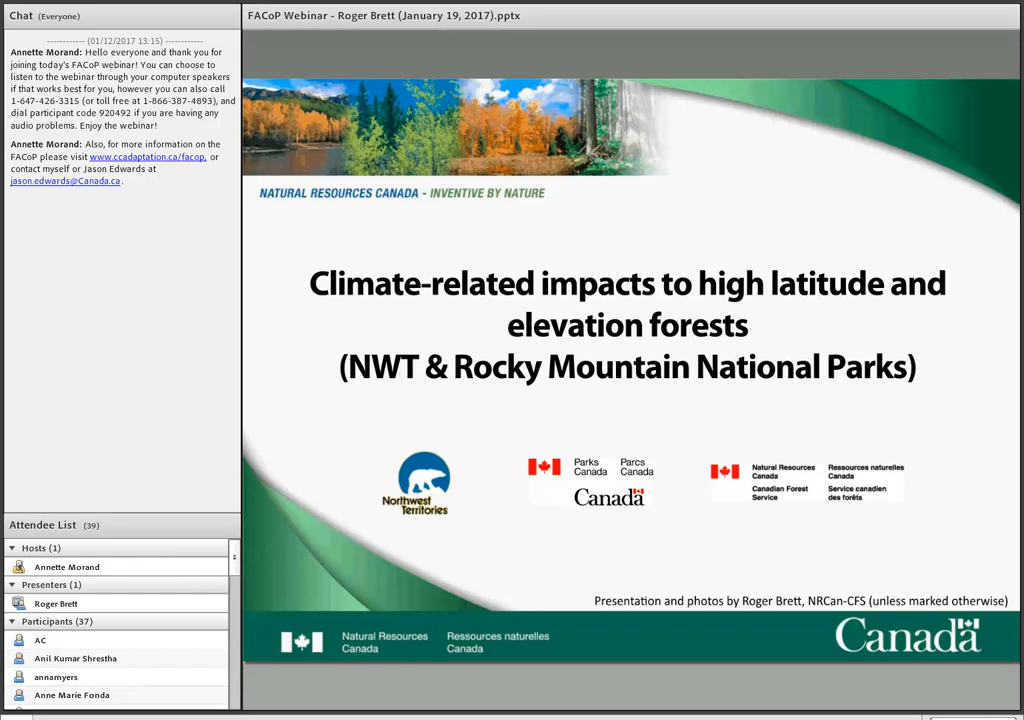 Chat (Everyone)
------------ (01/12/2017 13:15) ------------
Annette Morand: Hello everyone and thank you for
joining today's FACoP webinar! You can choose to
listen to the webinar through your computer speakers
if that works best for you, however you can also call
1-647-426-3315 (or toll free at 1-866-387-4893), and
dial participant code 920492 if you are having any
audio problems. Enjoy the webinar!
Annette Morand: Also, for more information on the
FACoP please visit www.ccadaptation.ca/facop, or
contact myself or Jason Edwards at
jason.edwards@Canada.ca.
Attendee List (39)
Hosts (1)
Annette Morand
Presenters (1)
Roger Brett
Participants (37)
AC
Anil Kumar Shrestha
annamyers
Anne Marie Fonda
FACoP Webinar - Roger Brett (January 19, 2017).pptx
NATURAL RESOURCES CANADA - INVENTIVE BY NATURE
Climate-related impacts to high latitude and
elevation forests
(NWT & Rocky Mountain National Parks)
Northwest
Territories
Parks Parcs
Canada Canada
Canada
Natural Resources Ressources naturelles
Canada Canada
Canadian Forest Service canadien
Service des forêts
Presentation and photos by Roger Brett, NRCan-CFS (unless marked otherwise)
Natural Resources Ressources naturelles
Canada Canada
Canada